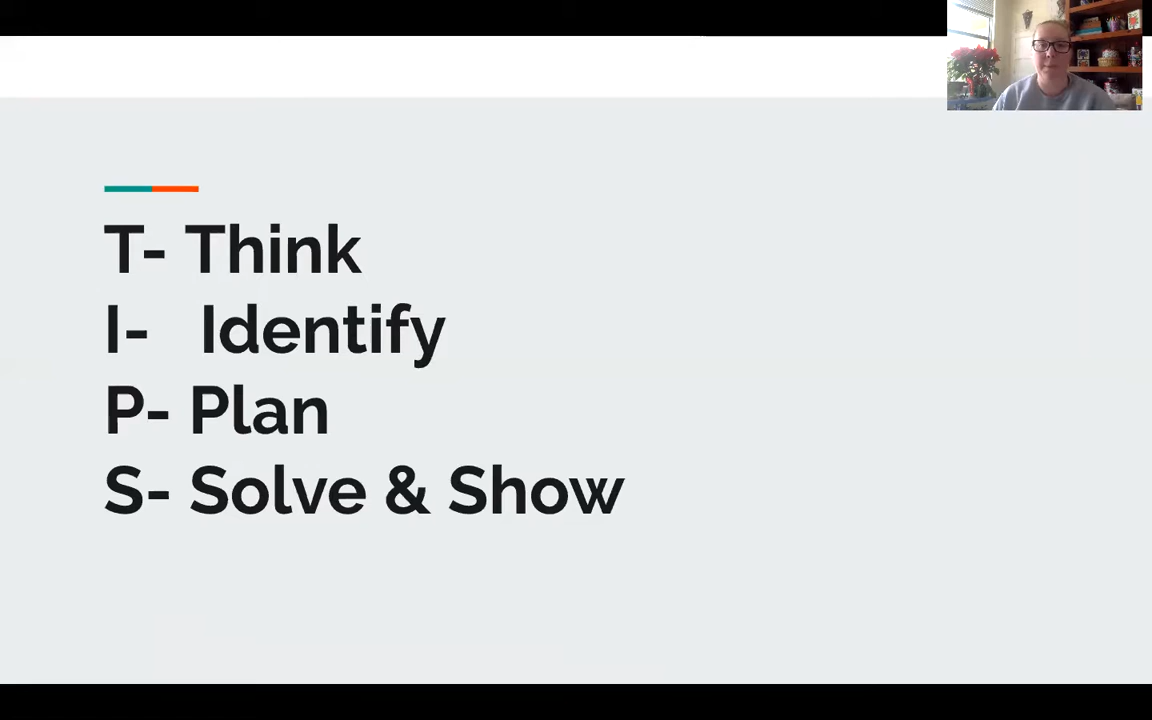 T- Think
I- Identify
P- Plan
S- Solve & Show